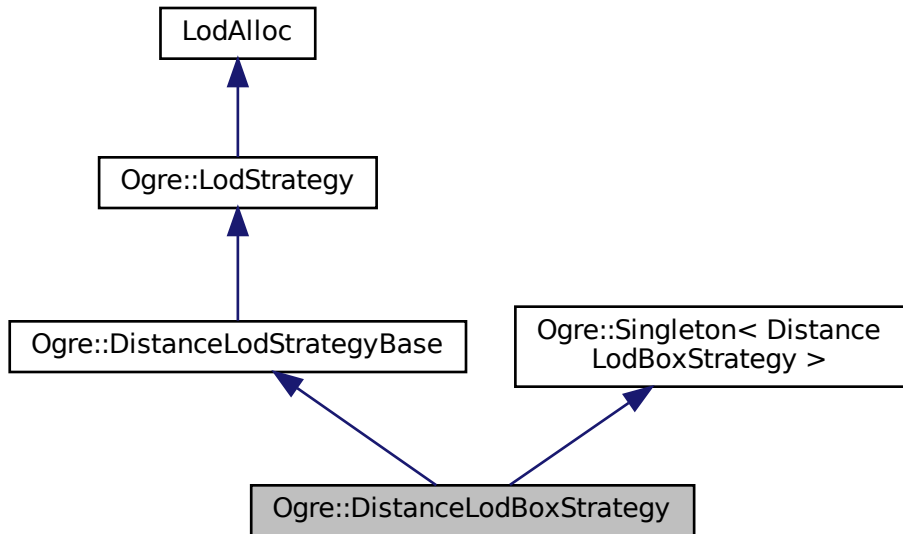 LodAlloc
Ogre::LodStrategy
Ogre::DistanceLodStrategyBase
Ogre::Singleton< Distance
LodBoxStrategy >
Ogre::DistanceLodBoxStrategy